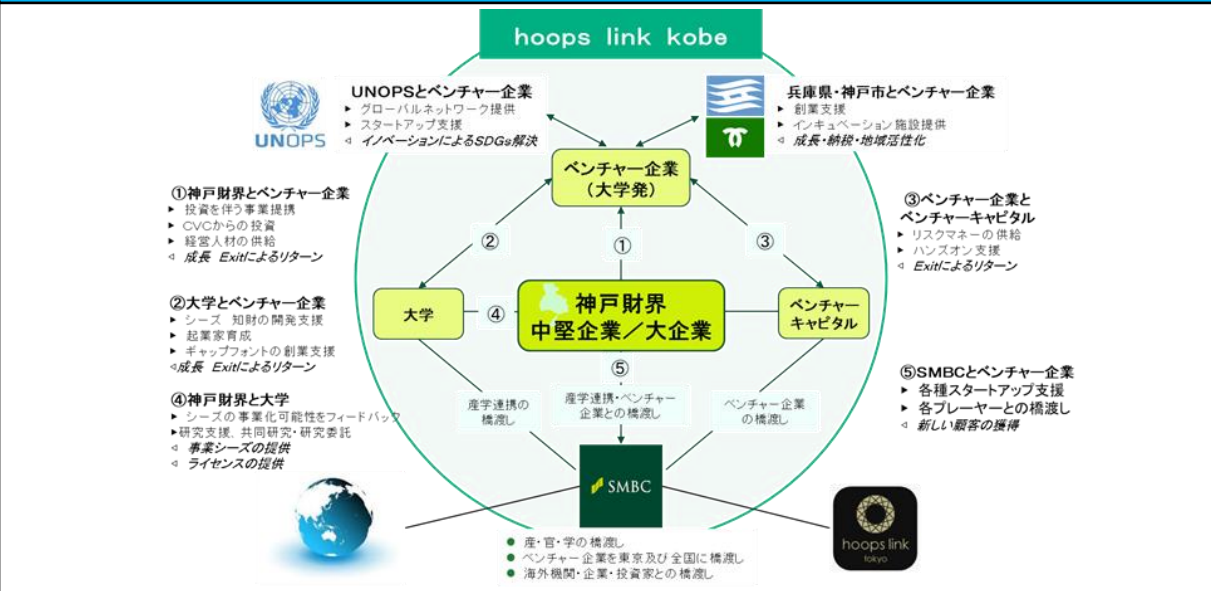 hoops link kobe
UNOPS
UNOPSとベンチャー企業
▶ グローバルネットワーク提供
▶ スタートアップ支援
◁ イノベーションによるSDGs解決
兵庫県・神戸市とベンチャー企業
▶ 創業支援
▶ インキュベーション施設提供
◁ 成長・納税・地域活性化
ベンチャー企業
(大学発)
①神戸財界とベンチャー企業
▶ 投資を伴う事業提携
▶ CVCからの投資
▶ 経営人材の供給
◁ 成長 Exitによるリターン
③ベンチャー企業と
ベンチャーキャピタル
▶ リスクマネーの供給
▶ ハンズオン支援
◁ Exitによるリターン
②
①
③
②大学とベンチャー企業
▶ シーズ 知財の開発支援
▶ 起業家育成
▶ ギャップフォントの創業支援
◁成長 Exitによるリターン
大学
④
神戸財界
中堅企業／大企業
ベンチャー
キャピタル
⑤
④神戸財界と大学
▶ シーズの事業化可能性をフィードバック
▶研究支援、共同研究・研究委託
◁ 事業シーズの提供
◁ ライセンスの提供
産学連携の
橋渡し
産学連携・ベンチャー
企業との橋渡し
ベンチャー企業
の橋渡し
⑤SMBCとベンチャー企業
▶ 各種スタートアップ支援
▶ 各プレーヤーとの橋渡し
◁ 新しい顧客の獲得
SMBC
hoops link
tokyo
● 産・官・学の橋渡し
● ベンチャー企業を東京及び全国に橋渡し
● 海外機関・企業・投資家との橋渡し